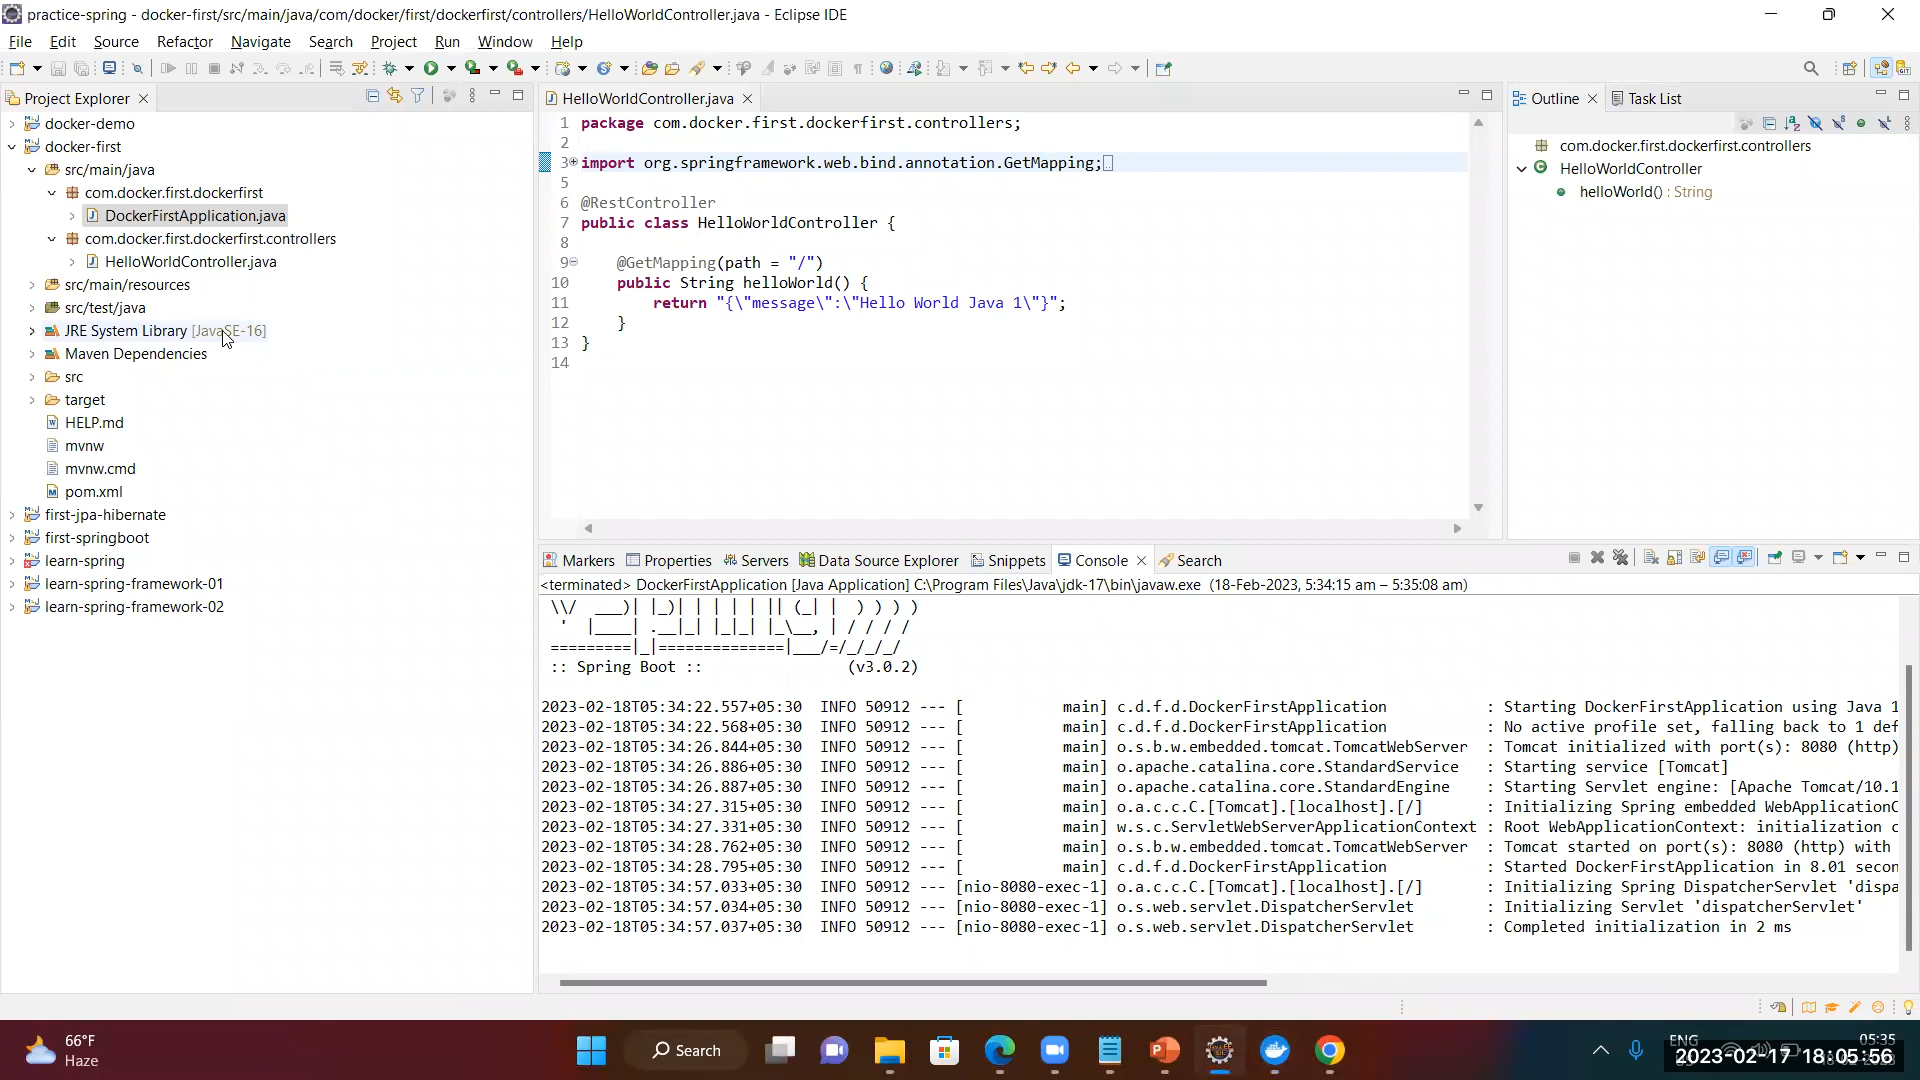 practice-spring - docker-first/src/main/java/com/docker/first/dockerfirst/controllers/HelloWorldController.java - Eclipse IDE
File Edit Source Refactor Navigate Search Project Run Window Help
Project Explorer
docker-demo
docker-first
src/main/java
com.docker.first.dockerfirst
DockerFirstApplication.java
com.docker.first.dockerfirst.controllers
HelloWorldController.java
src/main/resources
src/test/java
JRE System Library [JavaSE-16]
Maven Dependencies
src
target
HELP.md
mvnw
mvnw.cmd
pom.xml
first-jpa-hibernate
first-springboot
learn-spring
learn-spring-framework-01
learn-spring-framework-02
HelloWorldController.java
1 package com.docker.first.dockerfirst.controllers;
2
3 import org.springframework.web.bind.annotation.GetMapping;
5
6 @RestController
7 public class HelloWorldController {
8
9 @GetMapping(path = "/")
10 public String helloWorld() {
11 return "{\"message\":\"Hello World Java 1\"}";
12 }
13 }
14
Outline Task List
com.docker.first.dockerfirst.controllers
HelloWorldController
helloWorld() : String
Markers Properties Servers Data Source Explorer Snippets Console Search
<terminated> DockerFirstApplication [Java Application] C:\Program Files\Java\jdk-17\bin\javaw.exe (18-Feb-2023, 5:34:15 am – 5:35:08 am)
\\/  ___)| |_)| | | | | || (_| |  ) ) ) )
'  |____| .__|_| |_|_| |_\__, | / / / /
=========|_|==============|___/=/_/_/_/
:: Spring Boot :: (v3.0.2)
2023-02-18T05:34:22.557+05:30 INFO 50912 --- [ main] c.d.f.d.DockerFirstApplication : Starting DockerFirstApplication using Java 1
2023-02-18T05:34:22.568+05:30 INFO 50912 --- [ main] c.d.f.d.DockerFirstApplication : No active profile set, falling back to 1 def
2023-02-18T05:34:26.844+05:30 INFO 50912 --- [ main] o.s.b.w.embedded.tomcat.TomcatWebServer : Tomcat initialized with port(s): 8080 (http)
2023-02-18T05:34:26.886+05:30 INFO 50912 --- [ main] o.apache.catalina.core.StandardService : Starting service [Tomcat]
2023-02-18T05:34:26.887+05:30 INFO 50912 --- [ main] o.apache.catalina.core.StandardEngine : Starting Servlet engine: [Apache Tomcat/10.1
2023-02-18T05:34:27.315+05:30 INFO 50912 --- [ main] o.a.c.c.C.[Tomcat].[localhost].[/] : Initializing Spring embedded WebApplicationC
2023-02-18T05:34:27.331+05:30 INFO 50912 --- [ main] w.s.c.ServletWebServerApplicationContext : Root WebApplicationContext: initialization c
2023-02-18T05:34:28.762+05:30 INFO 50912 --- [ main] o.s.b.w.embedded.tomcat.TomcatWebServer : Tomcat started on port(s): 8080 (http) with
2023-02-18T05:34:28.795+05:30 INFO 50912 --- [ main] c.d.f.d.DockerFirstApplication : Started DockerFirstApplication in 8.01 secon
2023-02-18T05:34:57.033+05:30 INFO 50912 --- [nio-8080-exec-1] o.a.c.c.C.[Tomcat].[localhost].[/] : Initializing Spring DispatcherServlet 'dispa
2023-02-18T05:34:57.034+05:30 INFO 50912 --- [nio-8080-exec-1] o.s.web.servlet.DispatcherServlet : Initializing Servlet 'dispatcherServlet'
2023-02-18T05:34:57.037+05:30 INFO 50912 --- [nio-8080-exec-1] o.s.web.servlet.DispatcherServlet : Completed initialization in 2 ms
66°F
Haze
Search
ENG
05:35
2023-02-17 18:05:56